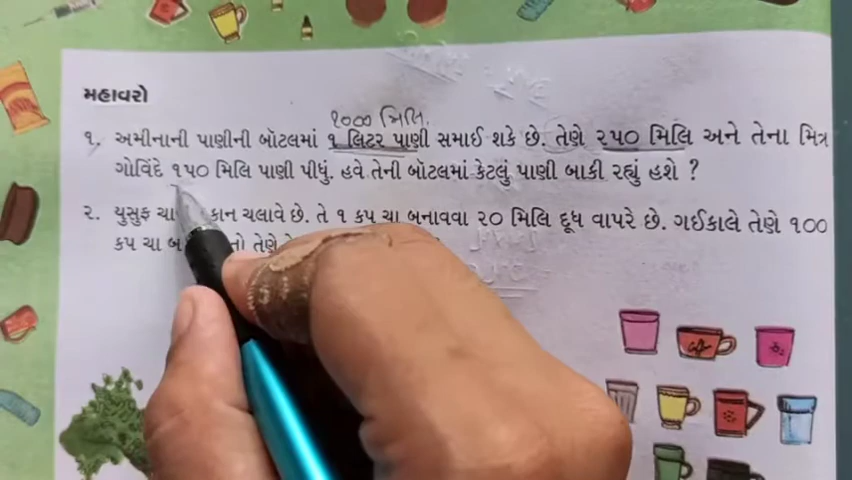 મહાવરો
૧૦૦૦ મિલિ.
૧. અમીનાની પાણીની બૉટલમાં ૧ લિટર પાણી સમાઈ શકે છે. તેણે ૨૫૦ મિલિ અને તેના મિત્ર
ગોવિંદે ૧૫૦ મિલિ પાણી પીધું. હવે તેની બૉટલમાં કેટલું પાણી બાકી રહ્યું હશે ?
૨. યુસુફ ચા કાન ચલાવે છે. તે ૧ કપ ચા બનાવવા ૨૦ મિલિ દૂધ વાપરે છે. ગઈકાલે તેણે ૧૦૦
કપ ચા તેણે